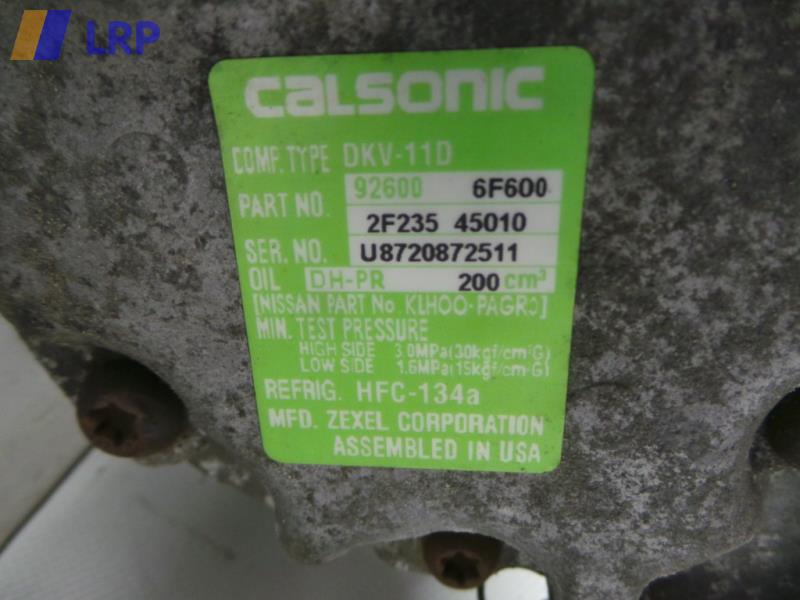 LRP
CALSONIC
COMP. TYPE DKV-11D
PART NO. 92600 6F600
2F235 45010
SER. NO. U8720872511
OIL DH-PR 200 cm³
[NISSAN PART No. KLHOO-PAGR0]
MIN. TEST PRESSURE
HIGH SIDE 3.0MPa(30kgf/cm²G)
LOW SIDE 1.6MPa(15kgf/cm²G)
REFRIG. HFC-134a
MFD. ZEXEL CORPORATION
ASSEMBLED IN USA